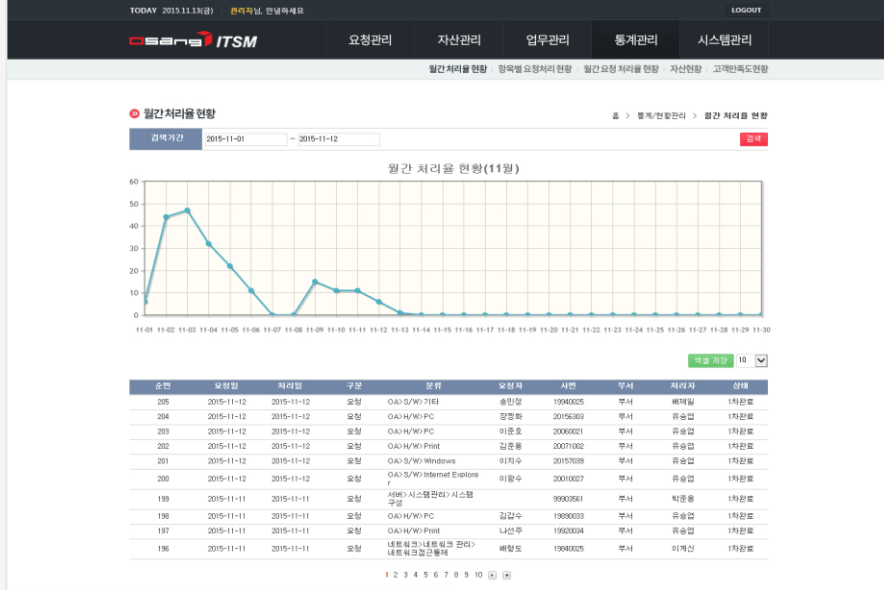 TODAY 2015.11.13(금) 관리자님, 안녕하세요 LOGOUT
osang ITSM 요청관리 자산관리 업무관리 통계관리 시스템관리
월간처리율현황 항목별요청처리현황 월간요청처리율현황 자산현황 고객만족도현황
월간처리율현황 홈 > 통계/현황관리 > 월간 처리율 현황
검색기간 2015-11-01 ~ 2015-11-12 검색
월간 처리율 현황(11월)
60
50
40
30
20
10
0
11-01 11-02 11-03 11-04 11-05 11-06 11-07 11-08 11-09 11-10 11-11 11-12 11-13 11-14 11-15 11-16 11-17 11-18 11-19 11-20 11-21 11-22 11-23 11-24 11-25 11-26 11-27 11-28 11-29 11-30
엑셀 저장 10
순번 요청일 처리일 구분 분류 요청자 사번 부서 처리자 상태
205 2015-11-12 2015-11-12 요청 OA>S/W>기타 송민정 19940025 부서 배제일 1차완료
204 2015-11-12 2015-11-12 요청 OA>H/W>PC 장짱화 20156303 부서 유승엽 1차완료
203 2015-11-12 2015-11-12 요청 OA>H/W>PC 이준호 20060021 부서 유승엽 1차완료
202 2015-11-12 2015-11-12 요청 OA>H/W>Print 김준용 20071002 부서 유승엽 1차완료
201 2015-11-12 2015-11-12 요청 OA>S/W>Windows 이지수 20157039 부서 유승엽 1차완료
200 2015-11-12 2015-11-12 요청 OA>S/W>Internet Explore
r 이광수 20010027 부서 유승엽 1차완료
199 2015-11-11 2015-11-11 요청 서버>시스템관리>시스템
구성 99903561 부서 박준용 1차완료
198 2015-11-11 2015-11-11 요청 OA>H/W>PC 김갑수 19890033 부서 유승엽 1차완료
197 2015-11-11 2015-11-11 요청 OA>H/W>Print 나선주 19920034 부서 유승엽 1차완료
196 2015-11-11 2015-11-11 요청 네트워크>네트워크 관리>
네트워크접근통제 배형도 19840025 부서 이계산 1차완료
1 2 3 4 5 6 7 8 9 10